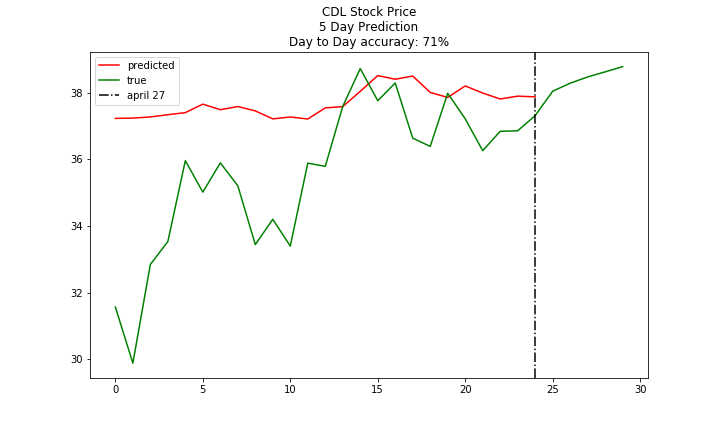 CDL Stock Price
5 Day Prediction
Day to Day accuracy: 71%
predicted
true
april 27
38
36
34
32
30
0 5 10 15 20 25 30